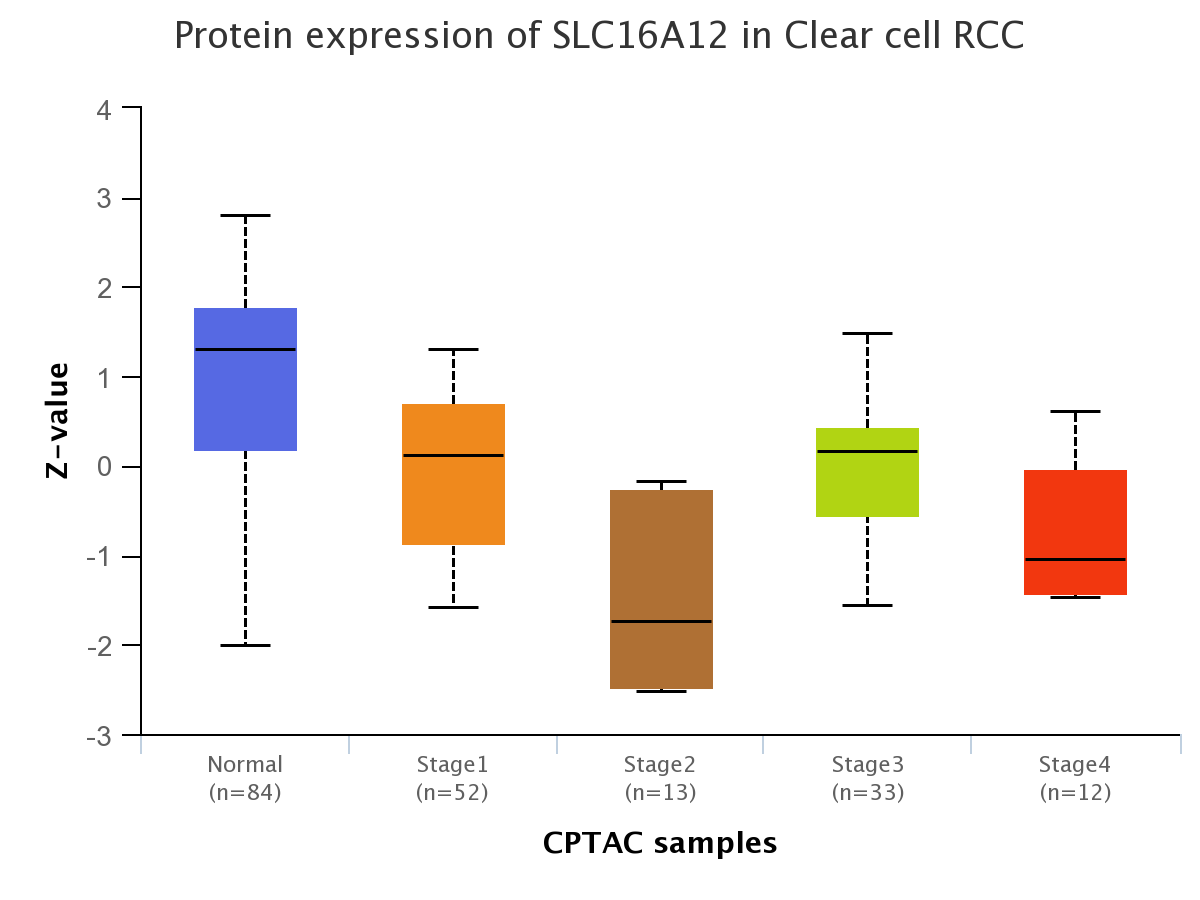 Protein expression of SLC16A12 in Clear cell RCC
4
3
2
1
0
-1
-2
-3
Z-value
Normal
(n=84)
Stage1
(n=52)
Stage2
(n=13)
Stage3
(n=33)
Stage4
(n=12)
CPTAC samples